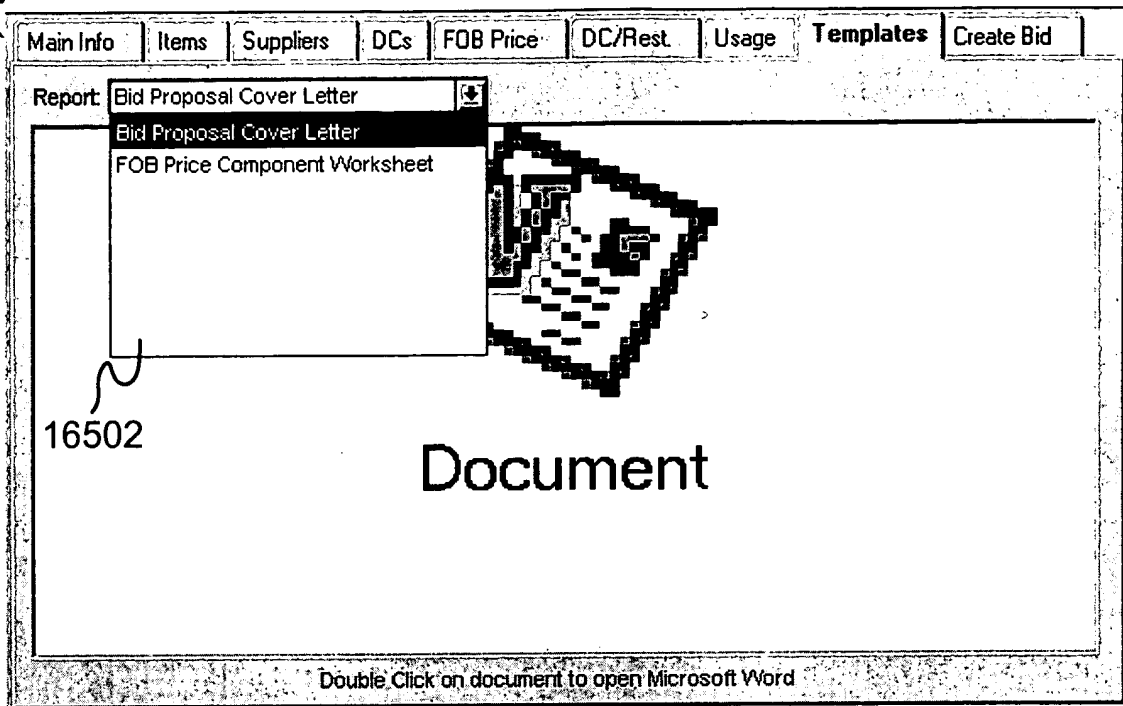 Main Info Items Suppliers DCs FOB Price DC/Rest. Usage Templates Create Bid
Report: Bid Proposal Cover Letter
Bid Proposal Cover Letter
FOB Price Component Worksheet
16502
Document
Double Click on document to open Microsoft Word